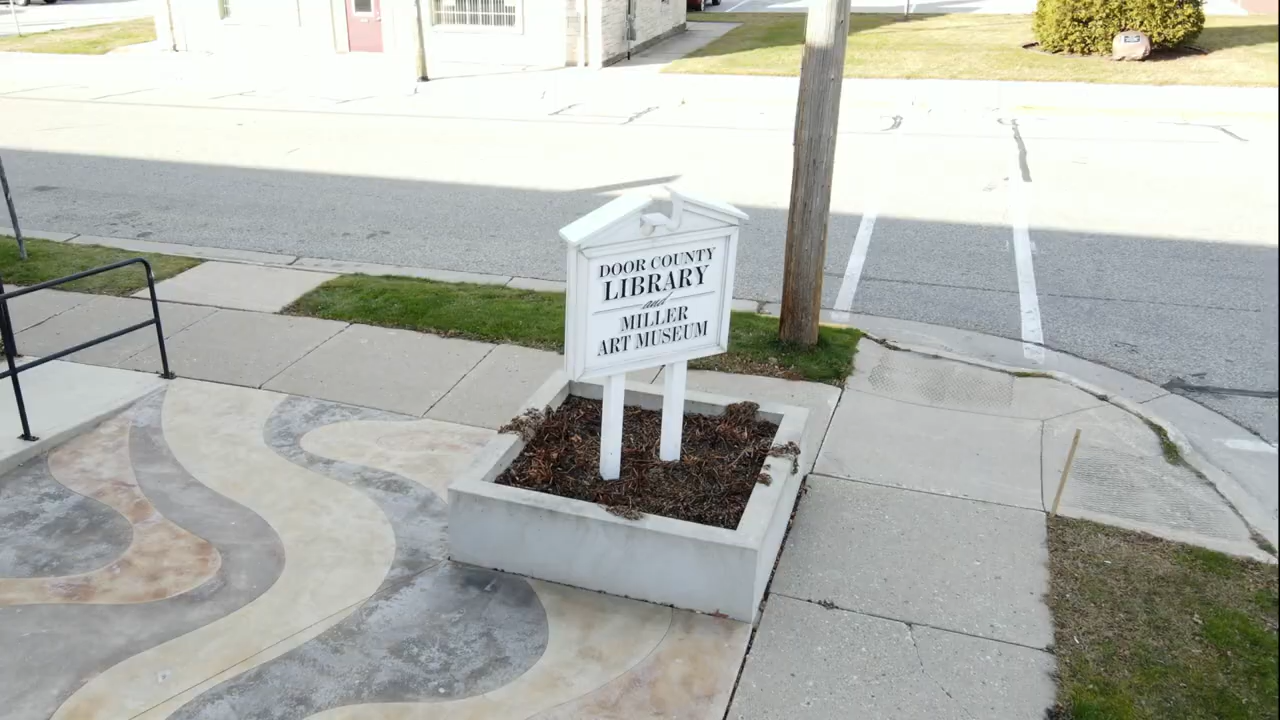 DOOR COUNTY
LIBRARY
and
MILLER
ART MUSEUM